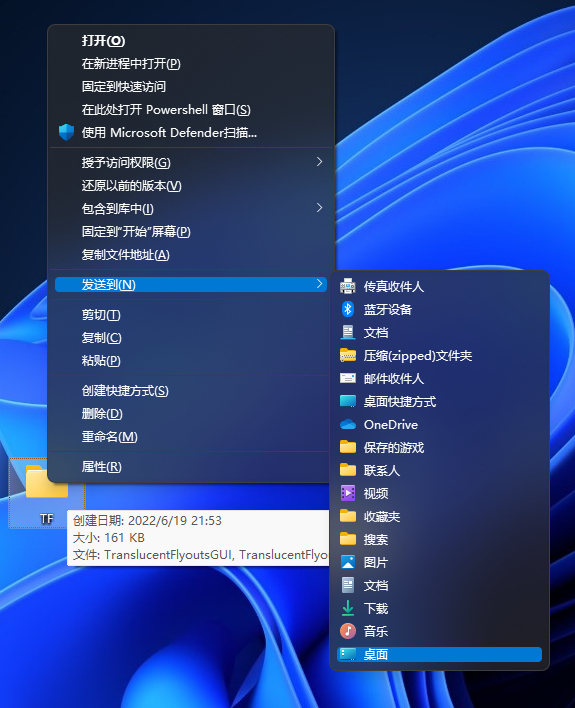 打开(O)
在新进程中打开(P)
固定到快速访问
在此处打开 Powershell 窗口(S)
使用 Microsoft Defender扫描...
授予访问权限(G)
还原以前的版本(V)
包含到库中(I)
固定到"开始"屏幕(P)
复制文件地址(A)
发送到(N)
剪切(T)
复制(C)
粘贴(P)
创建快捷方式(S)
删除(D)
重命名(M)
属性(R)
传真收件人
蓝牙设备
文档
压缩(zipped)文件夹
邮件收件人
桌面快捷方式
OneDrive
保存的游戏
联系人
视频
收藏夹
搜索
图片
文档
下载
音乐
桌面
TF
创建日期: 2022/6/19 21:53
大小: 161 KB
文件: TranslucentFlyoutsGUI, TranslucentFlyo